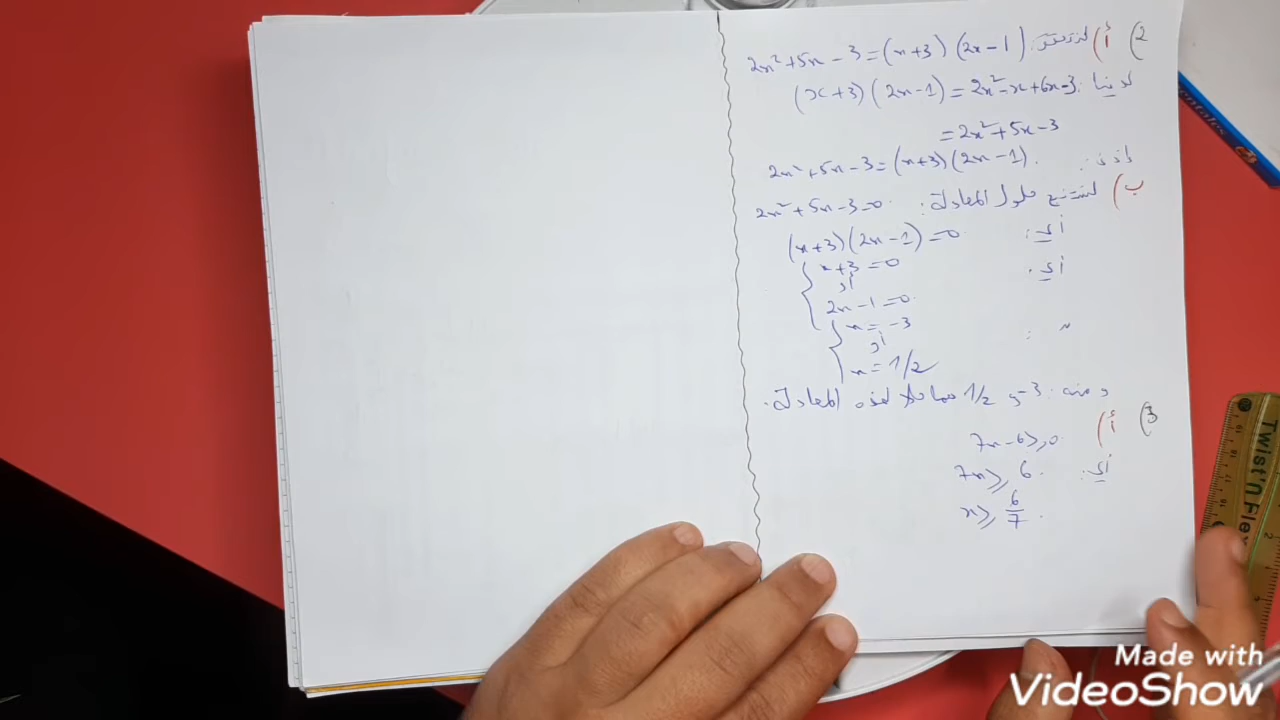 2) أ) لنتحقق: 2x²+5x-3=(x+3)(2x-1)
لدينا: (x+3)(2x-1)=2x²-x+6x-3
=2x²+5x-3
إذن: 2x²+5x-3=(x+3)(2x-1).
ب) لنستنتج حلول المعادلة: 2x²+5x-3=0
أي: (x+3)(2x-1)=0
أي: x+3=0
أو
2x-1=0
" : x=-3
أو
x=1/2
ومنه: -3 و 1/2 هما حلا لهذه المعادلة.
3) أ) 7x-6≥0
أي: 7x≥6.
x≥6/7.
Twist'n Flex
Made with
VideoShow